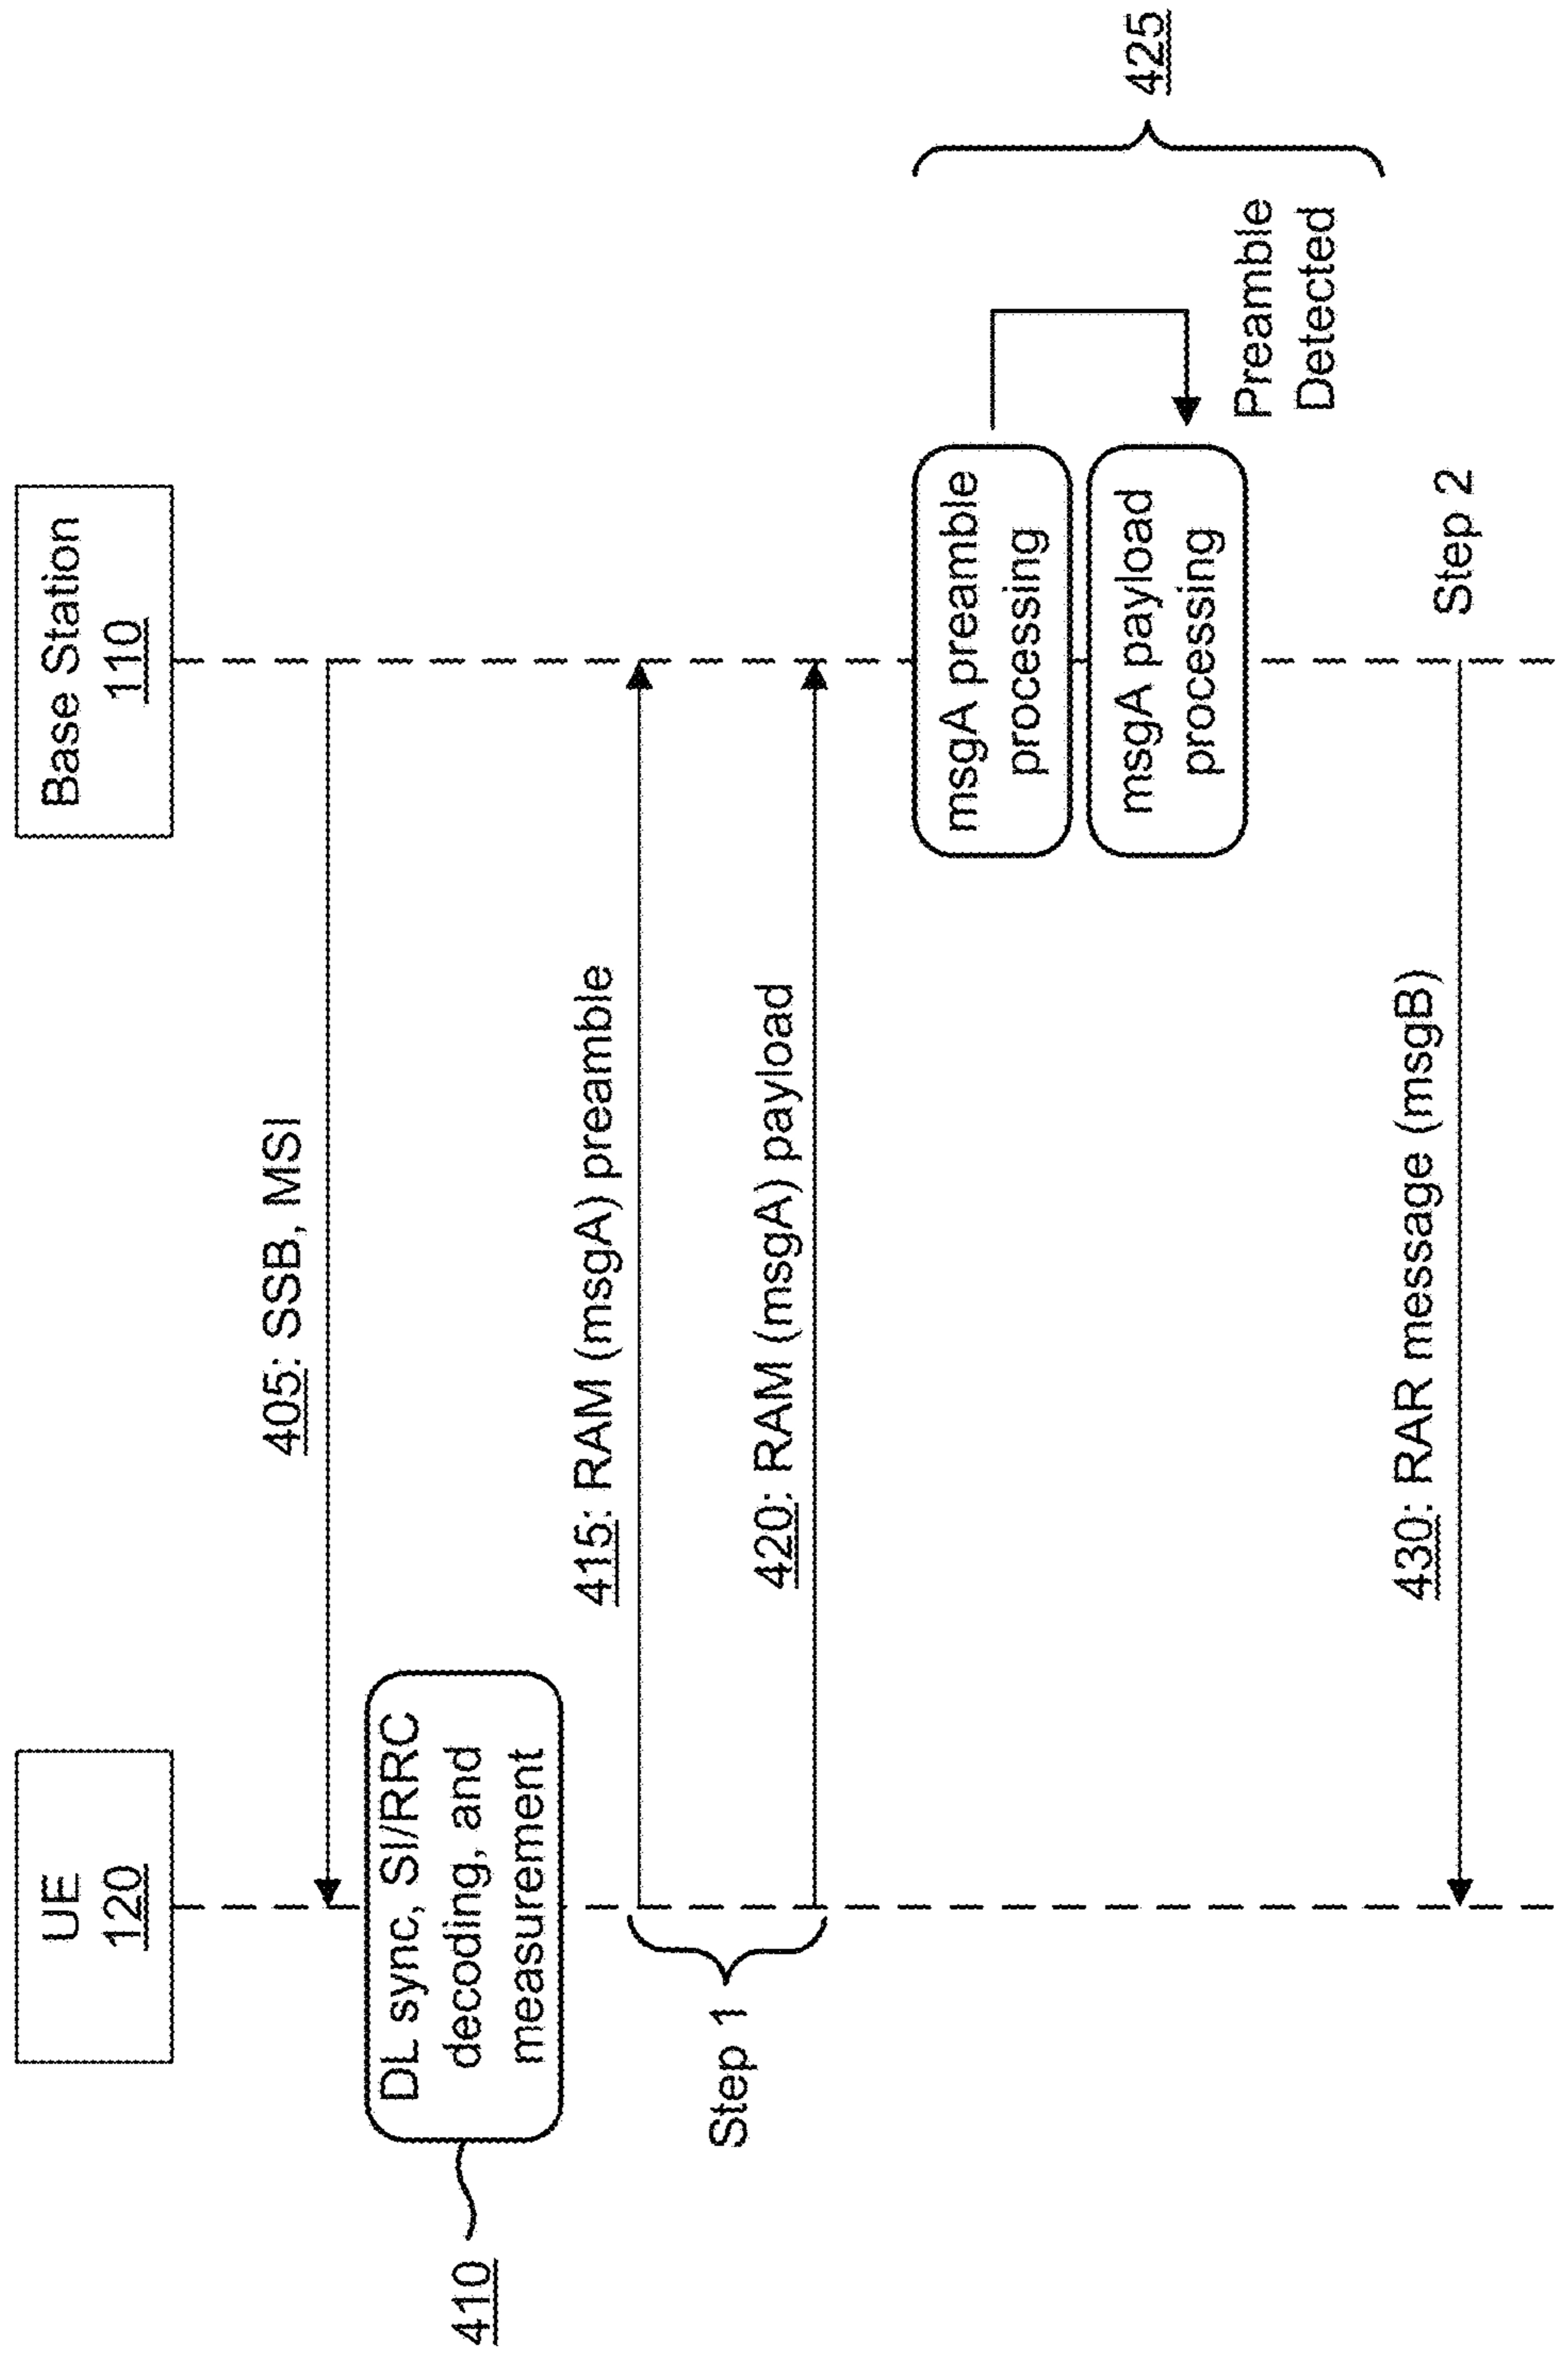 UE
120
Base Station
110
405: SSB, MSI
DL sync, SI/RRC
decoding, and
measurement
410
415: RAM (msgA) preamble
Step 1
420: RAM (msgA) payload
msgA preamble
processing
msgA payload
processing
Preamble
Detected
425
430: RAR message (msgB)
Step 2